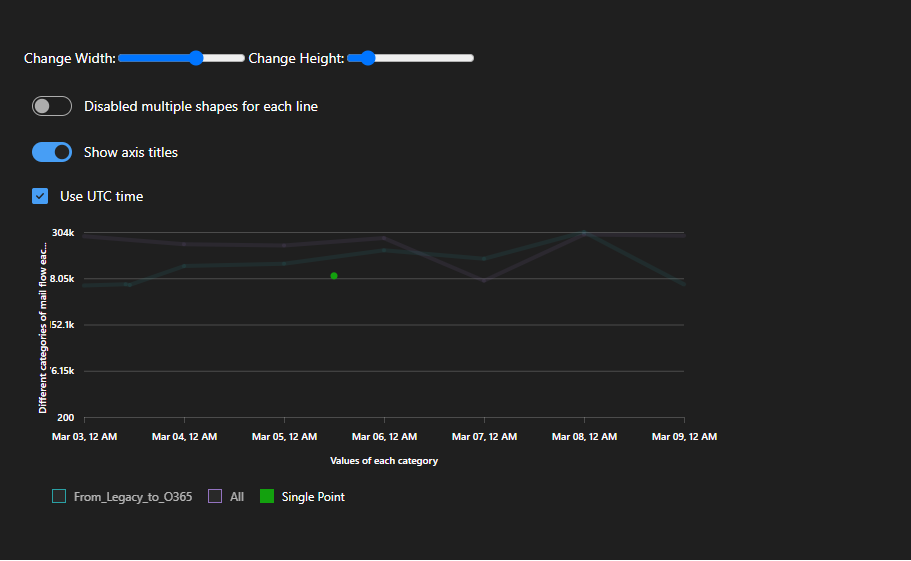 Change Width: Change Height:
Disabled multiple shapes for each line
Show axis titles
Use UTC time
Different categories of mail flow eac...
304k
8.05k
52.1k
6.15k
200
Mar 03, 12 AM Mar 04, 12 AM Mar 05, 12 AM Mar 06, 12 AM Mar 07, 12 AM Mar 08, 12 AM Mar 09, 12 AM
Values of each category
From_Legacy_to_O365 All Single Point